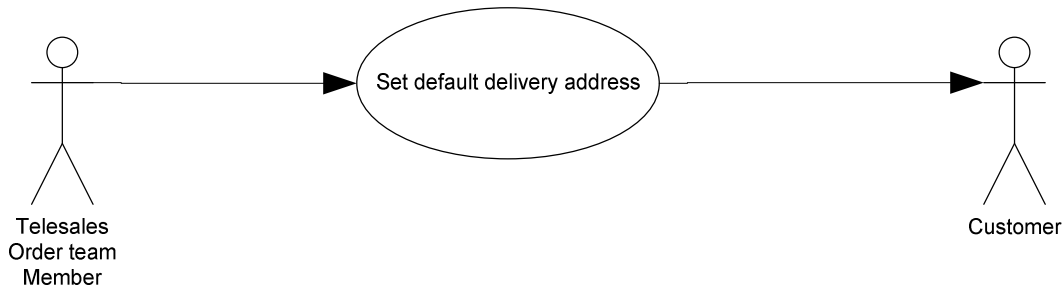 Set default delivery address
Telesales
Order team
Member
Customer